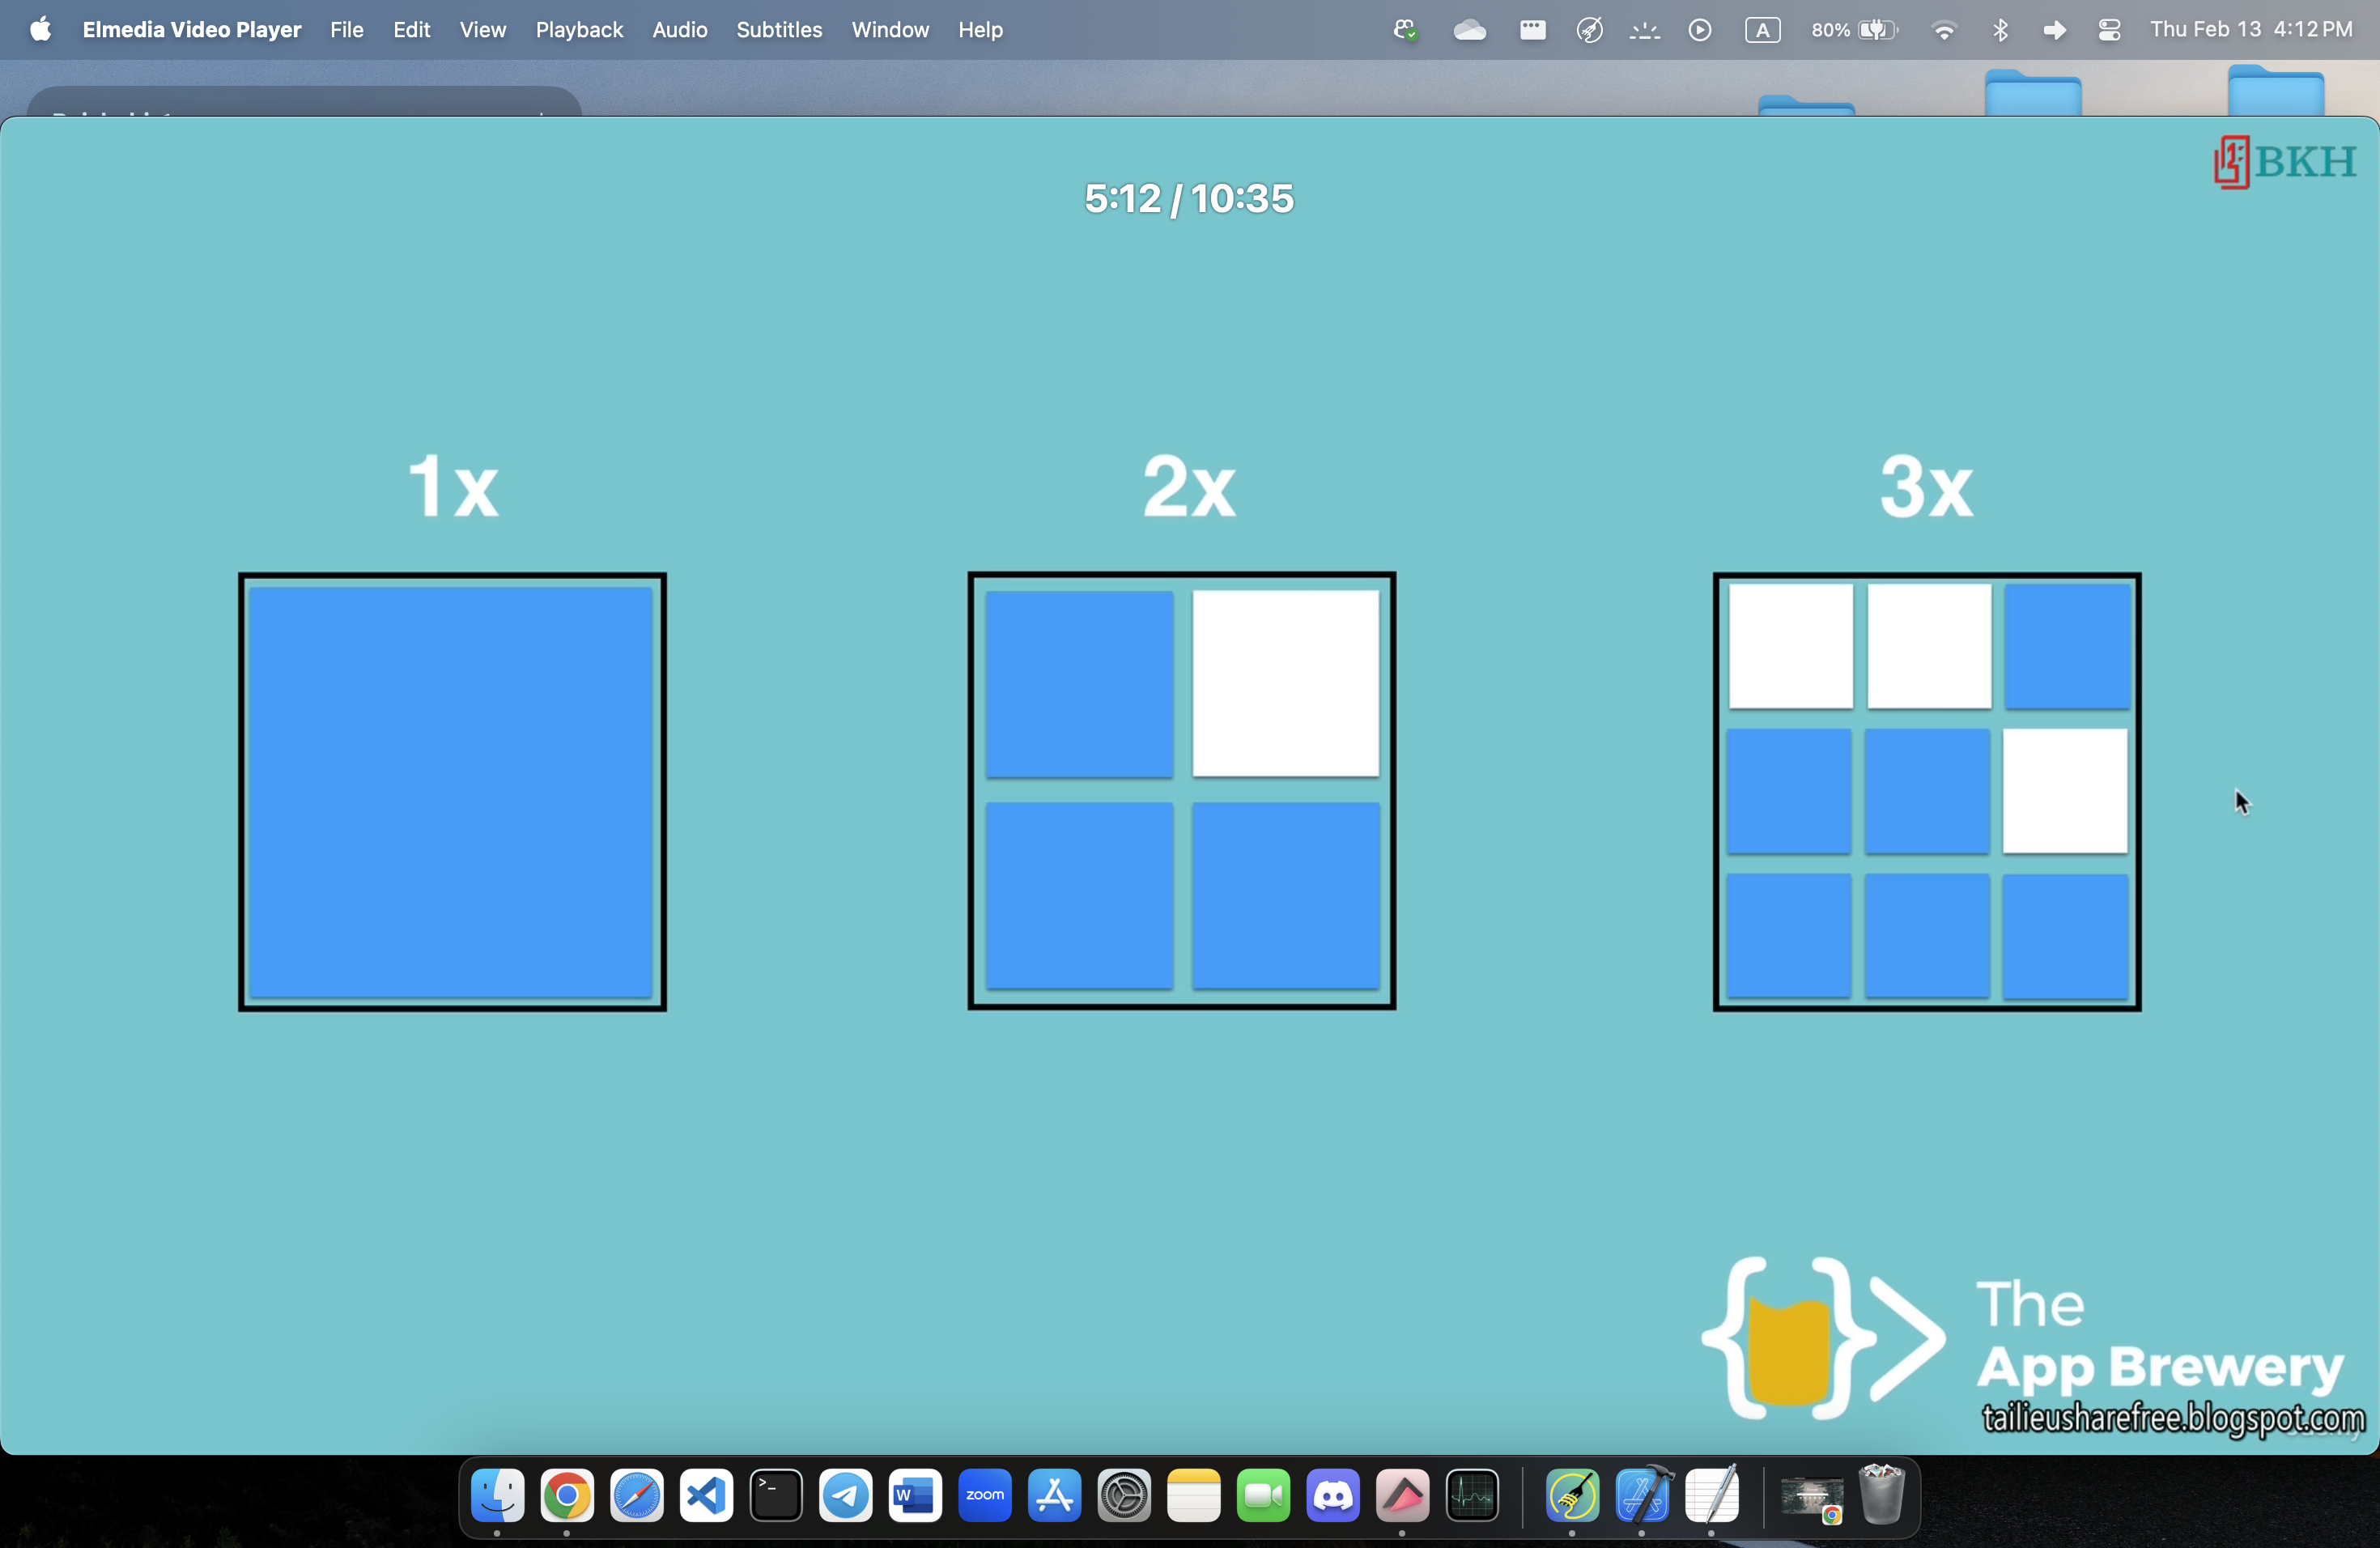 Elmedia Video Player File Edit View Playback Audio Subtitles Window Help A 80% Thu Feb 13 4:12 PM
BKH
5:12 / 10:35
1x 2x 3x
The
App Brewery
tailieusharefree.blogspot.com
W zoom